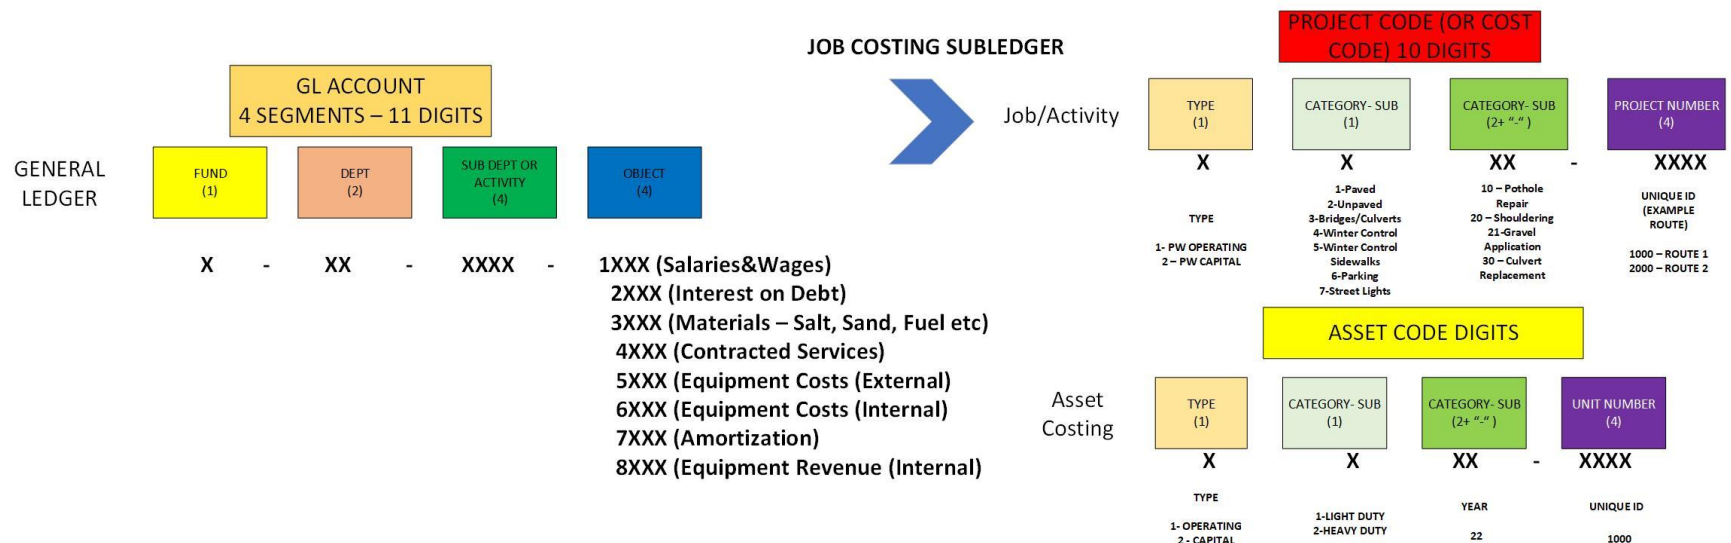 GL ACCOUNT
4 SEGMENTS – 11 DIGITS
GENERAL
LEDGER
FUND
(1)
DEPT
(2)
SUB DEPT OR
ACTIVITY
(4)
OBJECT
(4)
X - XX - XXXX - 1XXX (Salaries&Wages)
2XXX (Interest on Debt)
3XXX (Materials – Salt, Sand, Fuel etc)
4XXX (Contracted Services)
5XXX (Equipment Costs (External)
6XXX (Equipment Costs (Internal)
7XXX (Amortization)
8XXX (Equipment Revenue (Internal)
JOB COSTING SUBLEDGER
PROJECT CODE (OR COST
CODE) 10 DIGITS
Job/Activity
TYPE
(1)
CATEGORY- SUB
(1)
CATEGORY- SUB
(2+ “-“ )
PROJECT NUMBER
(4)
X X XX - XXXX
TYPE
1- PW OPERATING
2 – PW CAPITAL
1-Paved
2-Unpaved
3-Bridges/Culverts
4-Winter Control
5-Winter Control
Sidewalks
6-Parking
7-Street Lights
10 – Pothole
Repair
20 – Shouldering
21-Gravel
Application
30 – Culvert
Replacement
UNIQUE ID
(EXAMPLE
ROUTE)
1000 – ROUTE 1
2000 – ROUTE 2
ASSET CODE DIGITS
Asset
Costing
TYPE
(1)
CATEGORY- SUB
(1)
CATEGORY- SUB
(2+ “-“ )
UNIT NUMBER
(4)
X X XX - XXXX
TYPE
1- OPERATING
2 - CAPITAL
1-LIGHT DUTY
2-HEAVY DUTY
YEAR
22
UNIQUE ID
1000